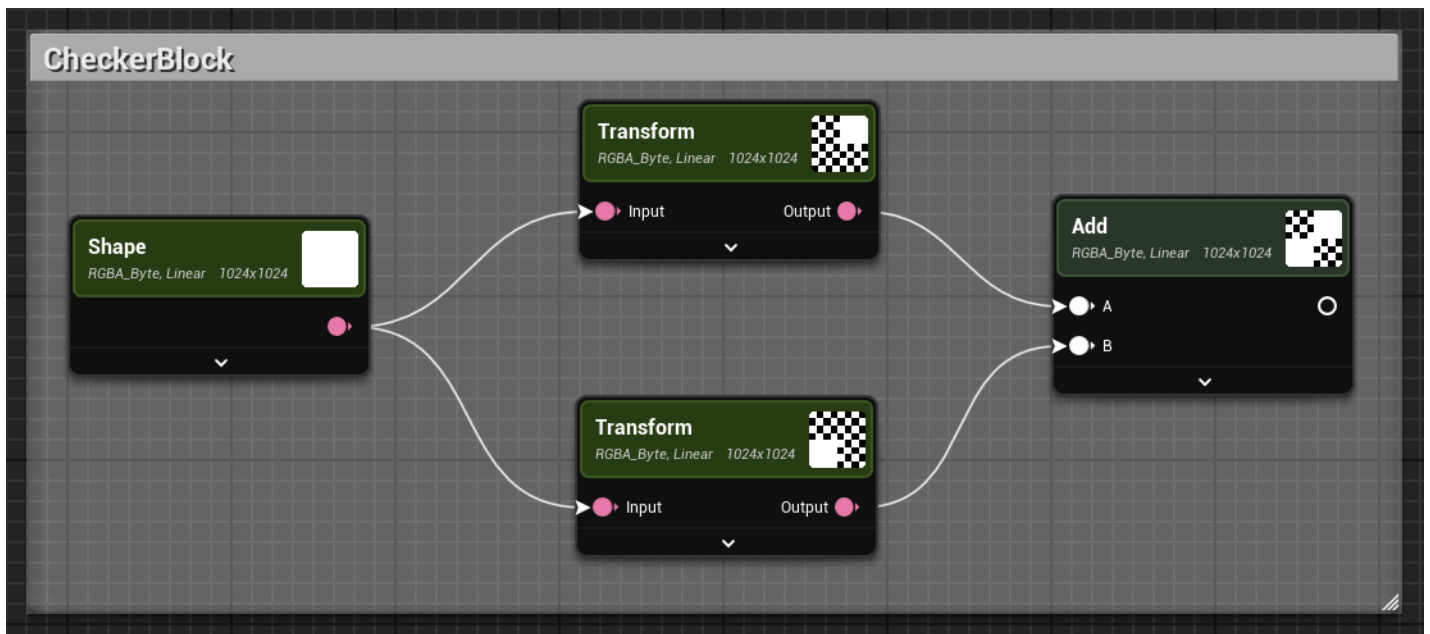 CheckerBlock
Shape
RGBA_Byte, Linear 1024x1024
Transform
RGBA_Byte, Linear 1024x1024
Input Output
Transform
RGBA_Byte, Linear 1024x1024
Input Output
Add
RGBA_Byte, Linear 1024x1024
A
B